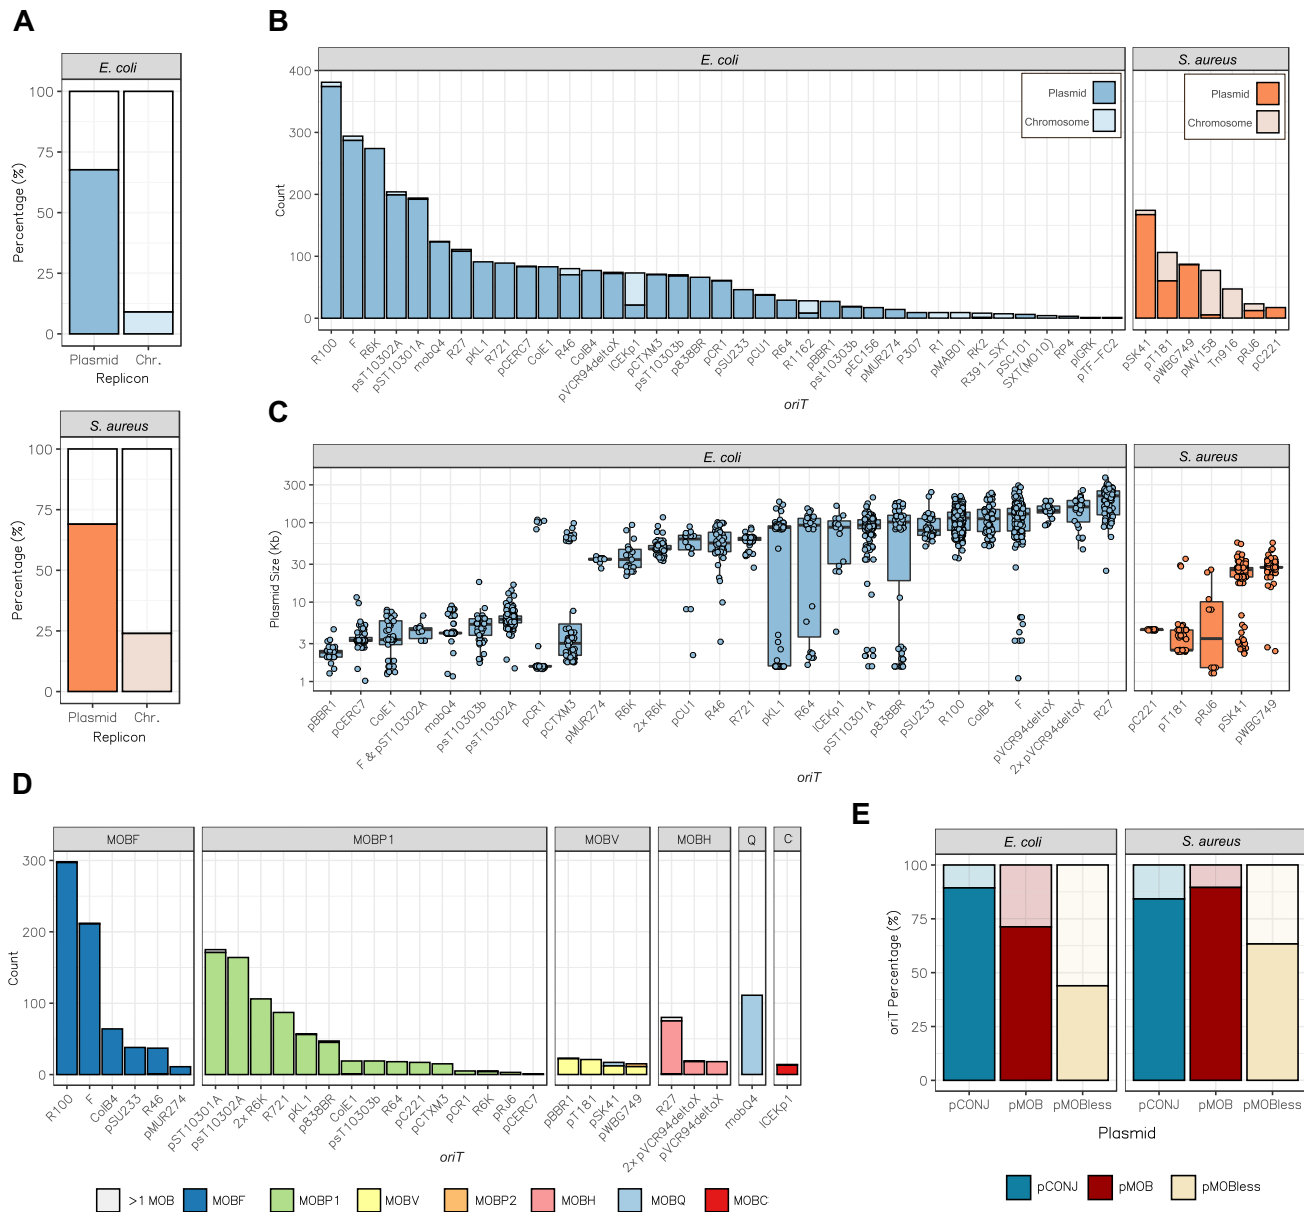 A
E. coli
100
75
50
25
0
Percentage (%)
Plasmid Chr.
Replicon
S. aureus
100
75
50
25
0
Percentage (%)
Plasmid Chr.
Replicon
B
E. coli
S. aureus
400
300
200
100
0
Count
Plasmid
Chromosome
Plasmid
Chromosome
R100 F R6K psT10302A pST10301A mobQ4 R27 pKL1 R721 pCERC7 ColE1 R46 ColB4 pVCR94deltaX ICEKp1 pCTXM3 psT10303b p838BR pCR1 pSU233 pCU1 R64 R1162 pBBR1 pst10303b pEC156 pMUR274 P307 R1 pMAB01 RK2 R391_SXT pSC101 SXT(MO10) RP4 pIGRK pTF-FC2
pSK41 pT181 pWBG749 pMV158 Tn916 pRJ6 pC221
oriT
C
E. coli
S. aureus
300
100
30
10
3
1
Plasmid Size (Kb)
pBBR1 pCERC7 ColE1 F & pST10302A mobQ4 psT10303b psT10302A pCR1 pCTXM3 pMUR274 R6K 2x R6K pCU1 R46 R721 pKL1 R64 ICEKp1 pST10301A p838BR pSU233 R100 ColB4 F pVCR94deltaX 2x pVCR94deltaX R27
pC221 pT181 pRJ6 pSK41 pWBG749
oriT
D
MOBF MOBP1 MOBV MOBH Q C
300
200
100
0
Count
R100 F ColB4 pSU233 R46 pMUR274
pST10301A psT10302A 2xR6K R721 pKL1 p838BR ColE1 psT10303b R64 pC221 pCTXM3 pCR1 R6K pRJ6 pCERC7
pBBR1 pT181 pSK41 pWBG749
R27 2x pVCR94deltaX pVCR94deltaX
mobQ4
ICEKp1
oriT
>1 MOB MOBF MOBP1 MOBV MOBP2 MOBH MOBQ MOBC
E
E. coli
S. aureus
100
75
50
25
0
oriT Percentage (%)
pCONJ pMOB pMOBless
pCONJ pMOB pMOBless
Plasmid
pCONJ pMOB pMOBless